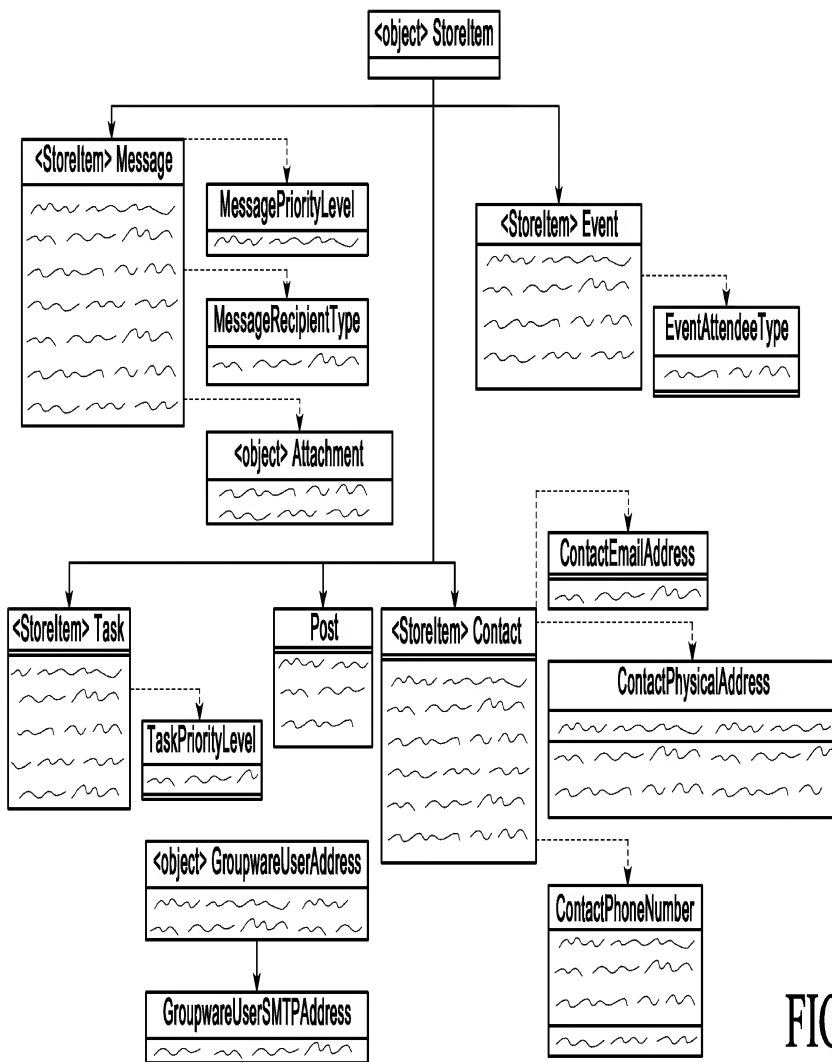 <object> StoreItem
<StoreItem> Message
MessagePriorityLevel
<StoreItem> Event
MessageRecipientType
EventAttendeeType
<object> Attachment
ContactEmailAddress
<StoreItem> Task
Post
<StoreItem> Contact
ContactPhysicalAddress
TaskPriorityLevel
<object> GroupwareUserAddress
ContactPhoneNumber
GroupwareUserSMTPAddress